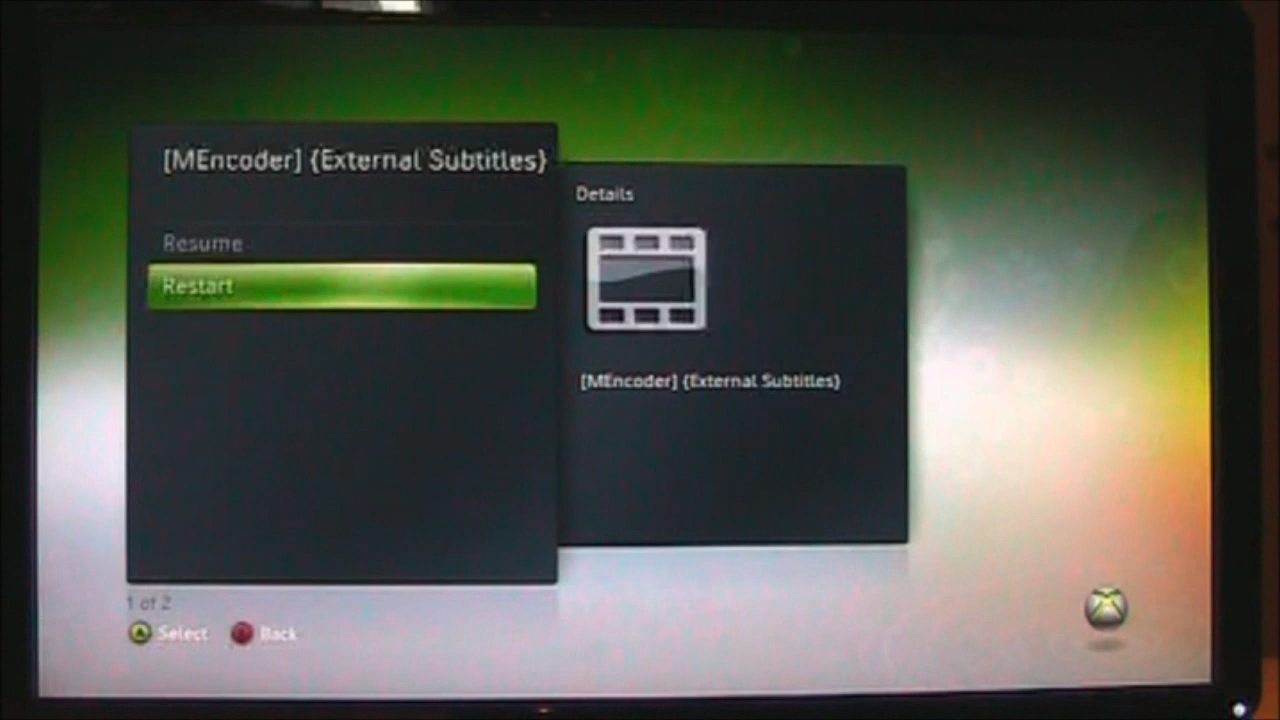 [MEncoder] {External Subtitles}
Details
Resume
Restart
[MEncoder] {External Subtitles}
1 of 2
A Select
Back